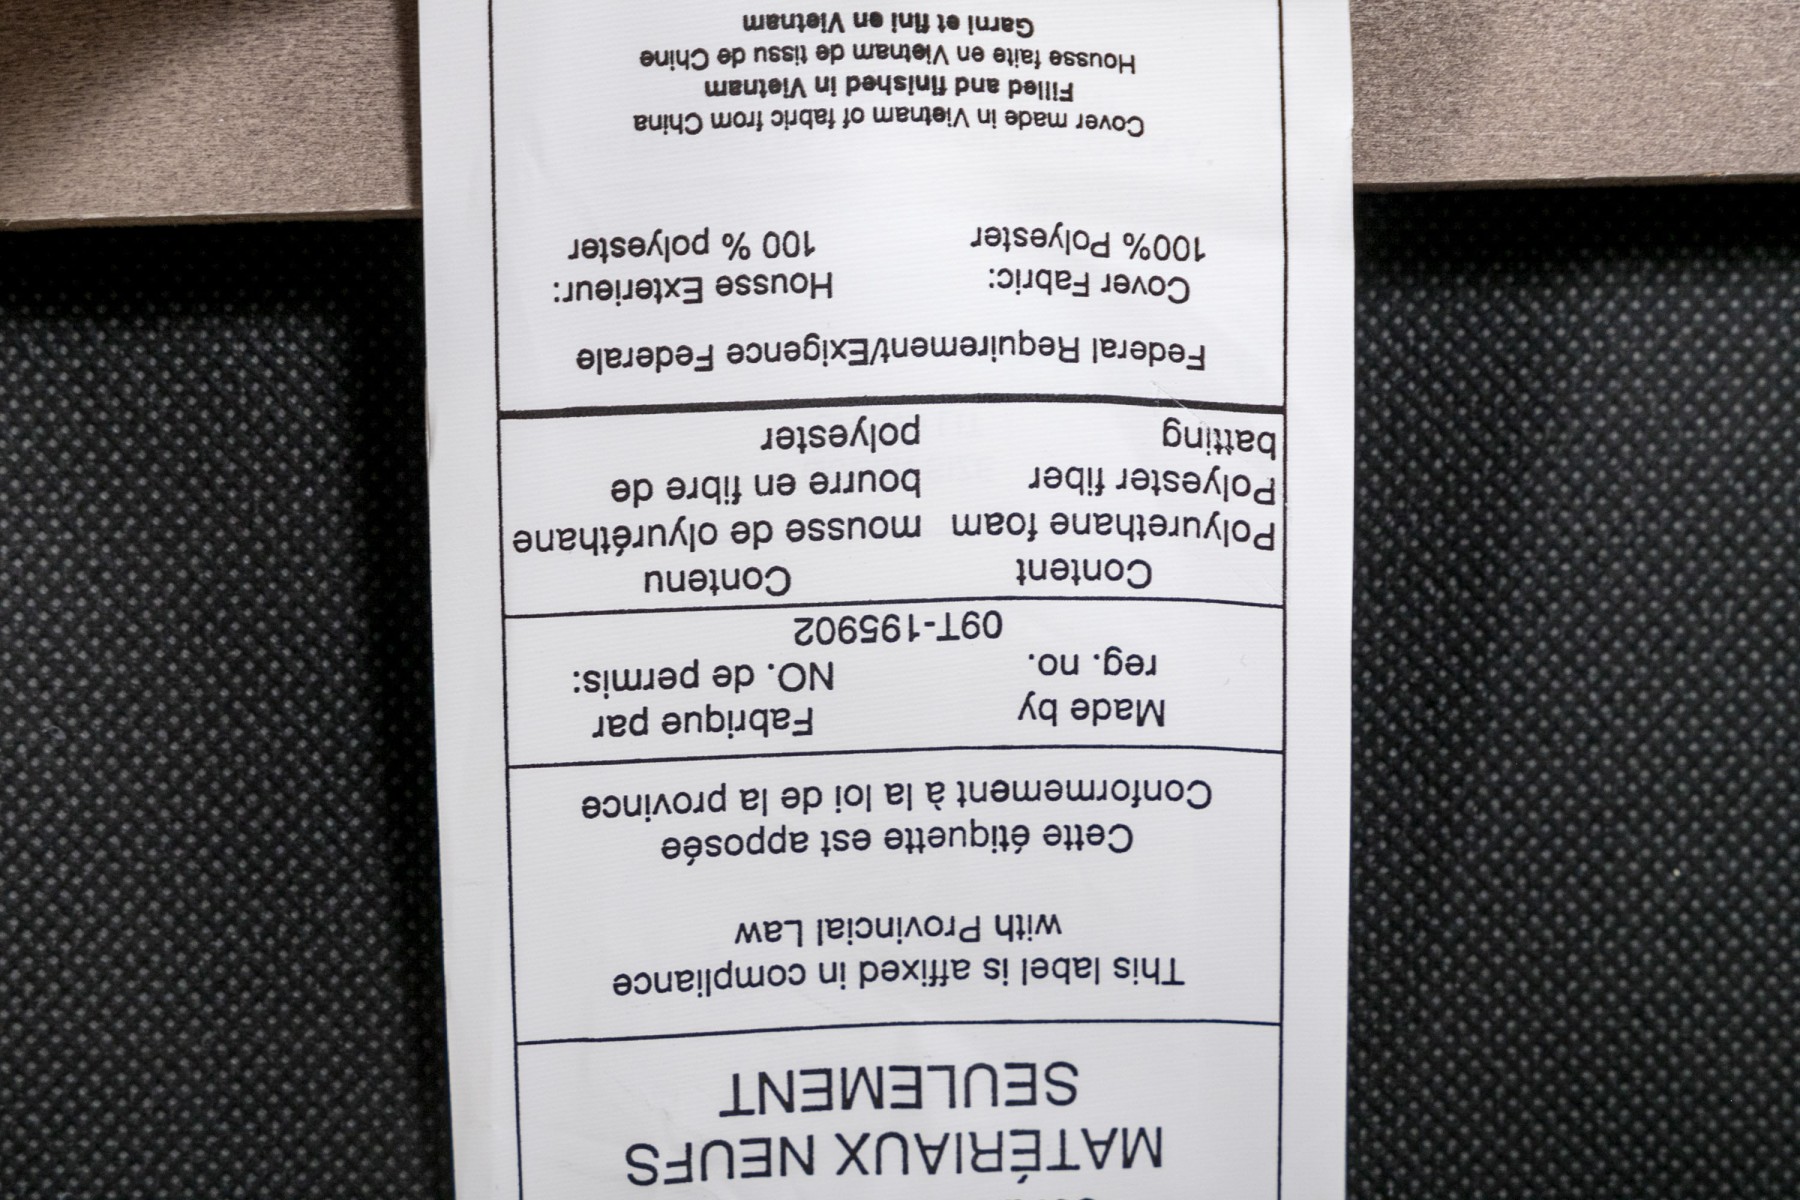 MATÉRIAUX NEUFS
SEULEMENT
This label is affixed in compliance
with Provincial Law
Cette étiquette est apposée
Conformement à la loi de la province
Made by Fabrique par
reg. no. NO. de permis:
09T-195902
Content Contenu
Polyurethane foam mousse de olyuréthane
Polyester fiber bourre en fibre de
batting polyester
Federal Requirement/Exigence Federale
Cover Fabric: Housse Exterieur:
100% Polyester 100 % polyester
Cover made in Vietnam of fabric from China
Filled and finished in Vietnam
Housse faite en Vietnam de tissu de Chine
Garni et fini en Vietnam